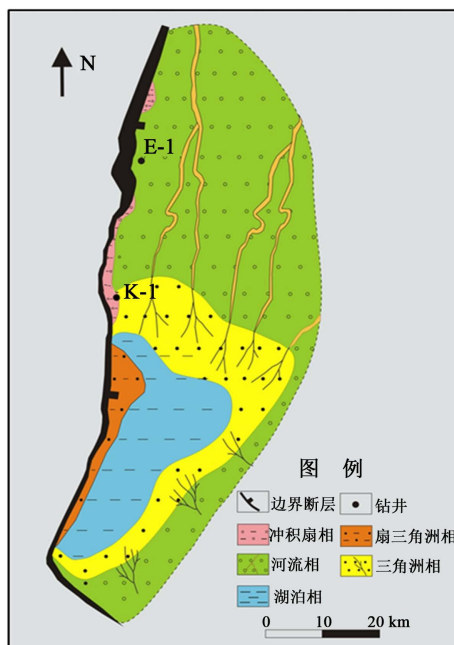 N
E-1
K-1
图 例
边界断层 钻井
冲积扇相 扇三角洲相
河流相 三角洲相
湖泊相
0 10 20 km